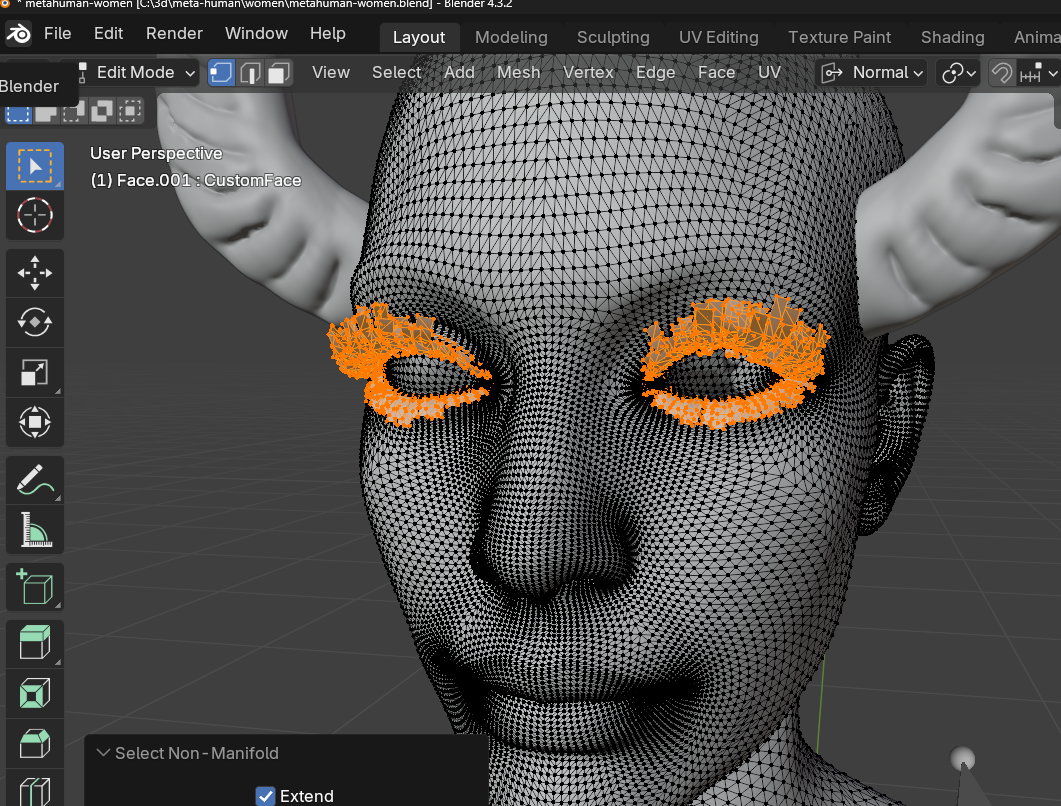 * metahuman-women [C:\3d\meta-human\women\metahuman-women.blend] - Blender 4.3.2
File Edit Render Window Help Layout Modeling Sculpting UV Editing Texture Paint Shading Anima
Edit Mode View Select Add Mesh Vertex Edge Face UV Normal
Blender
User Perspective
(1) Face.001 : CustomFace
Select Non-Manifold
Extend